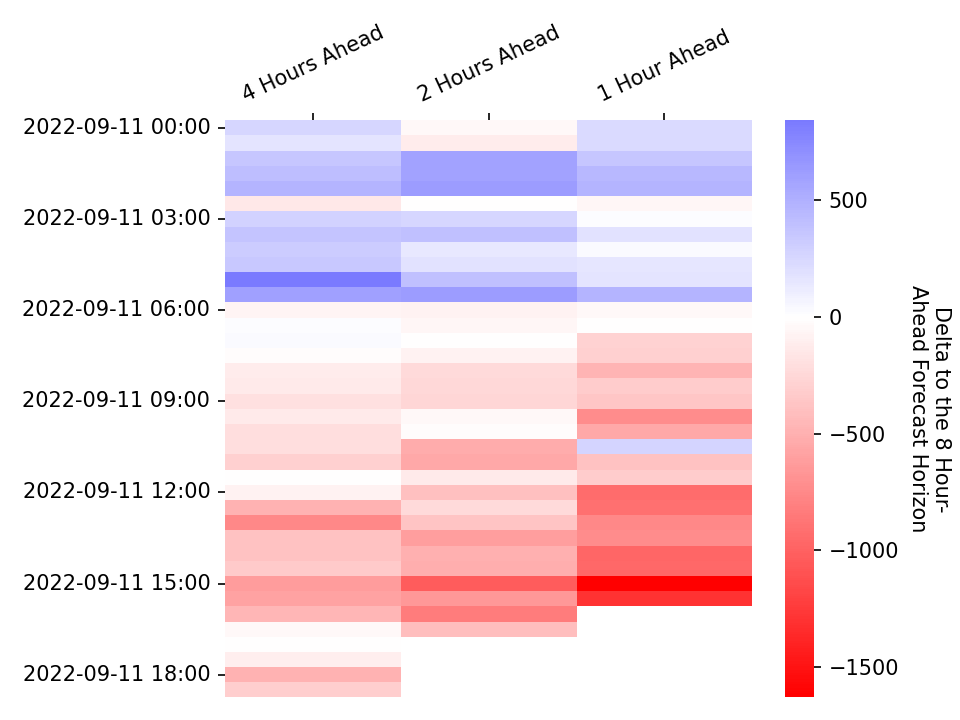 4 Hours Ahead
2 Hours Ahead
1 Hour Ahead
2022-09-11 00:00
2022-09-11 03:00
2022-09-11 06:00
2022-09-11 09:00
2022-09-11 12:00
2022-09-11 15:00
2022-09-11 18:00
500
0
−500
−1000
−1500
Delta to the 8 Hour-
Ahead Forecast Horizon